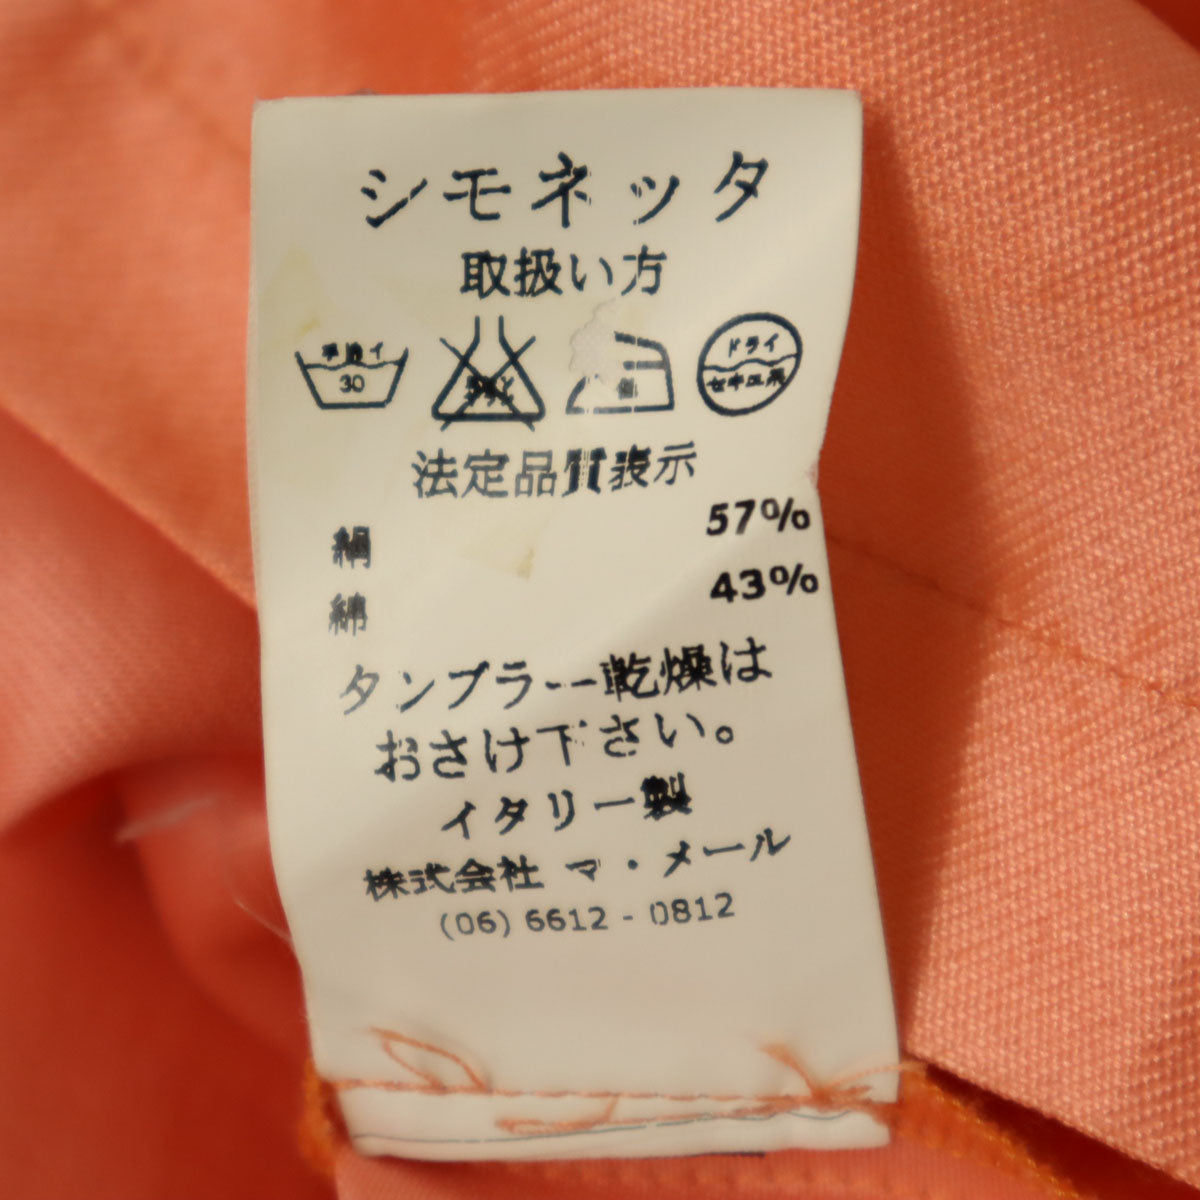 シモネッタ
取扱い方
手洗イ
30
ドライ
セキユ系
法定品質表示
絹 57%
綿 43%
タンブラー乾燥は
おさけ下さい。
イタリー製
株式会社 マ・メール
(06) 6612 - 0812